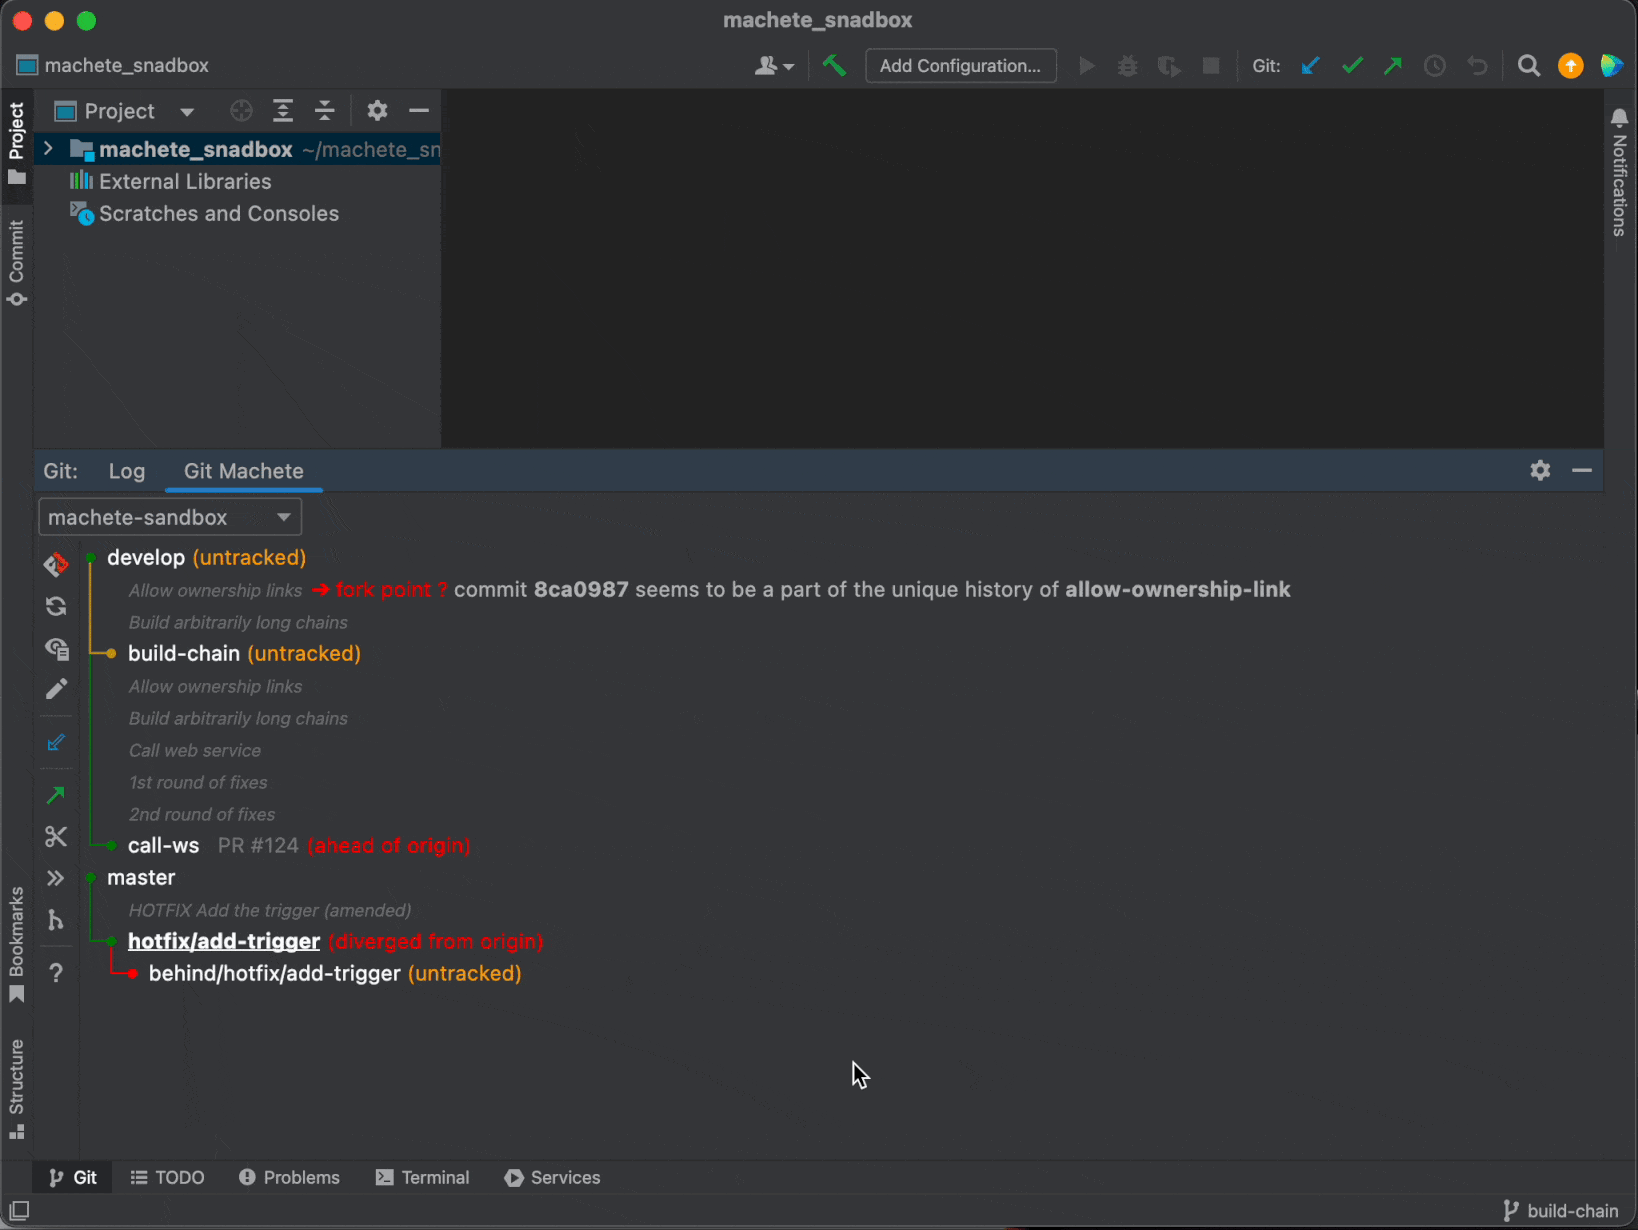 machete_snadbox
machete_snadbox
Add Configuration...
Git:
Project
Project
machete_snadbox ~/machete_sn
External Libraries
Scratches and Consoles
Commit
Notifications
Git:
Log
Git Machete
machete-sandbox
develop (untracked)
Allow ownership links ➔ fork point ? commit 8ca0987 seems to be a part of the unique history of allow-ownership-link
Build arbitrarily long chains
build-chain (untracked)
Allow ownership links
Build arbitrarily long chains
Call web service
1st round of fixes
2nd round of fixes
call-ws PR #124 (ahead of origin)
master
HOTFIX Add the trigger (amended)
hotfix/add-trigger (diverged from origin)
behind/hotfix/add-trigger (untracked)
Bookmarks
Structure
Git
TODO
Problems
Terminal
Services
build-chain